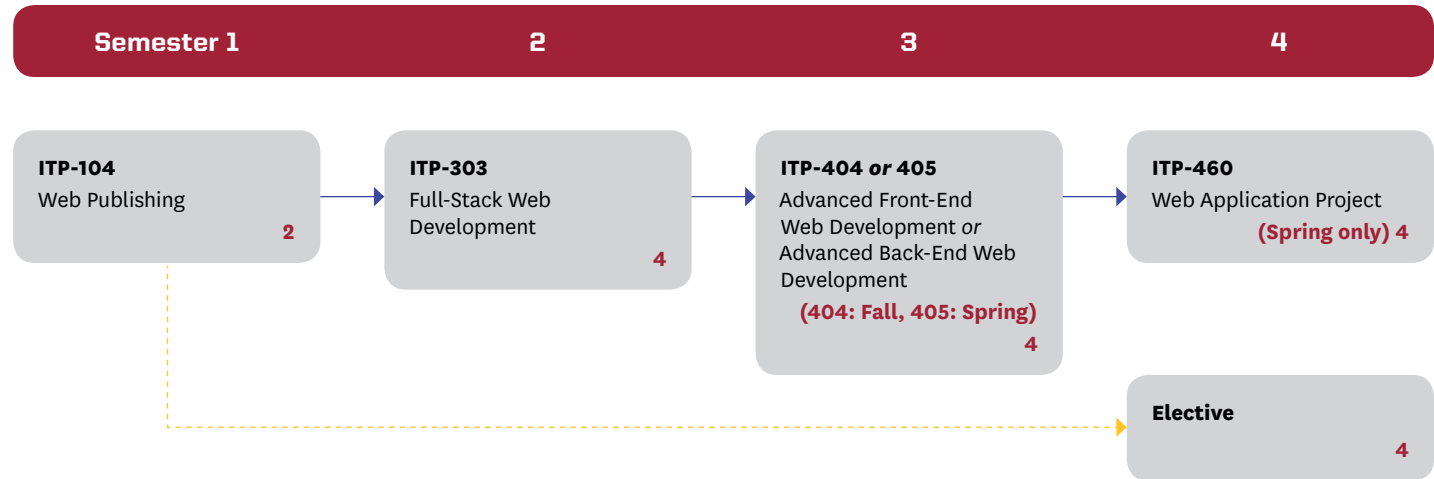 Semester 1 2 3 4
ITP-104
Web Publishing
2
ITP-303
Full-Stack Web
Development
4
ITP-404 or 405
Advanced Front-End
Web Development or
Advanced Back-End Web
Development
(404: Fall, 405: Spring)
4
ITP-460
Web Application Project
(Spring only) 4
Elective
4